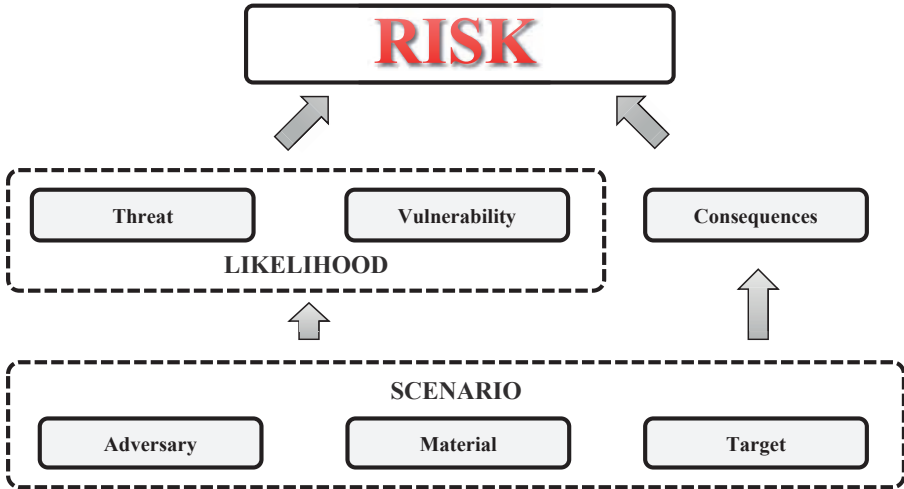 RISK
Threat
Vulnerability
Consequences
LIKELIHOOD
SCENARIO
Adversary
Material
Target